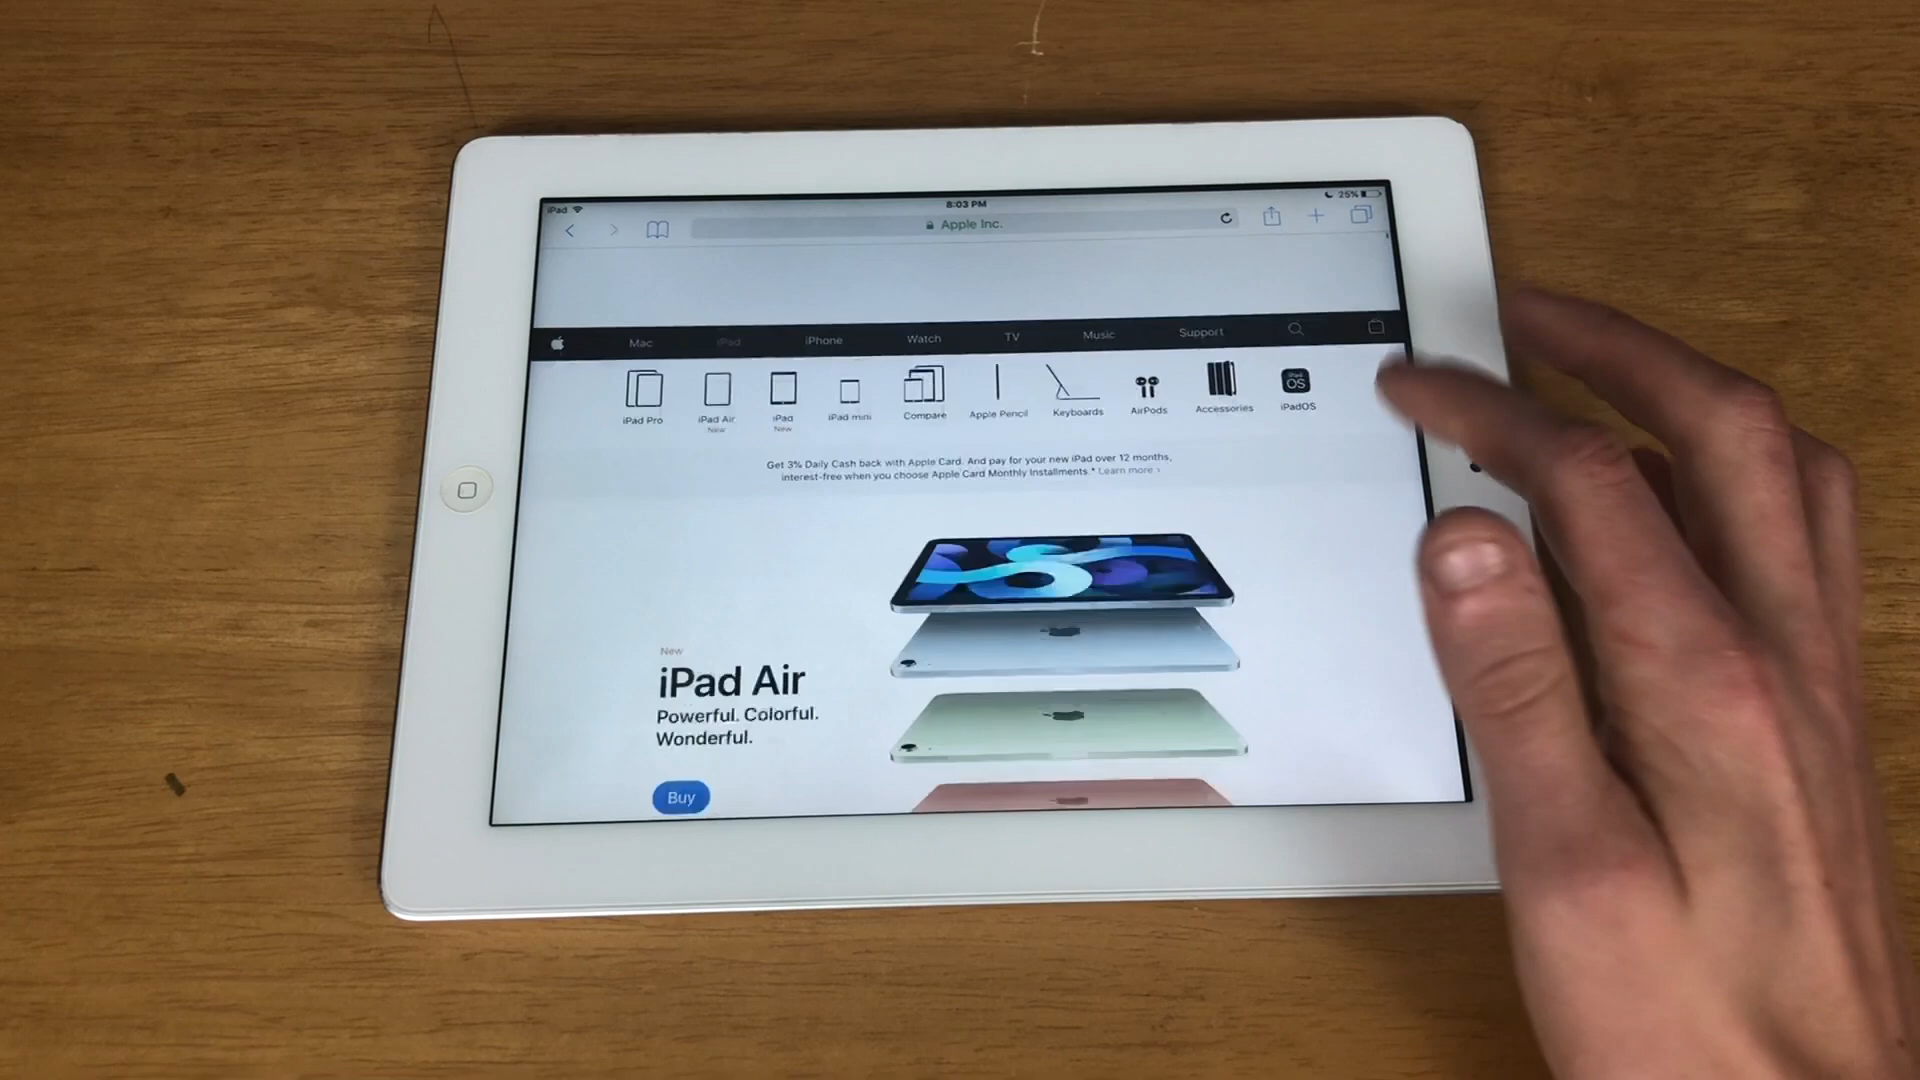 iPad 8:03 PM 25%
Apple Inc.
Mac iPad iPhone Watch TV Music Support
iPad Pro iPad Air iPad iPad mini Compare Apple Pencil Keyboards AirPods Accessories iPadOS
New New
iPad OS
Get 3% Daily Cash back with Apple Card. And pay for your new iPad over 12 months,
interest-free when you choose Apple Card Monthly Installments.* Learn more ›
New
iPad Air
Powerful. Colorful.
Wonderful.
Buy